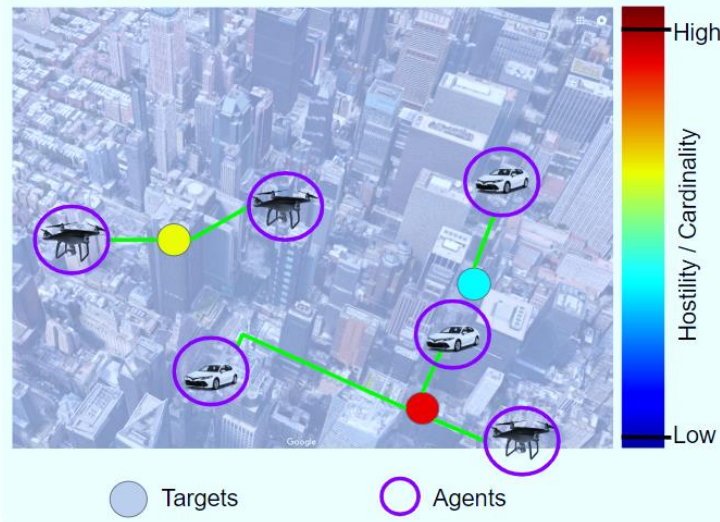 High
Hostility / Cardinality
Low
Google
Targets
Agents